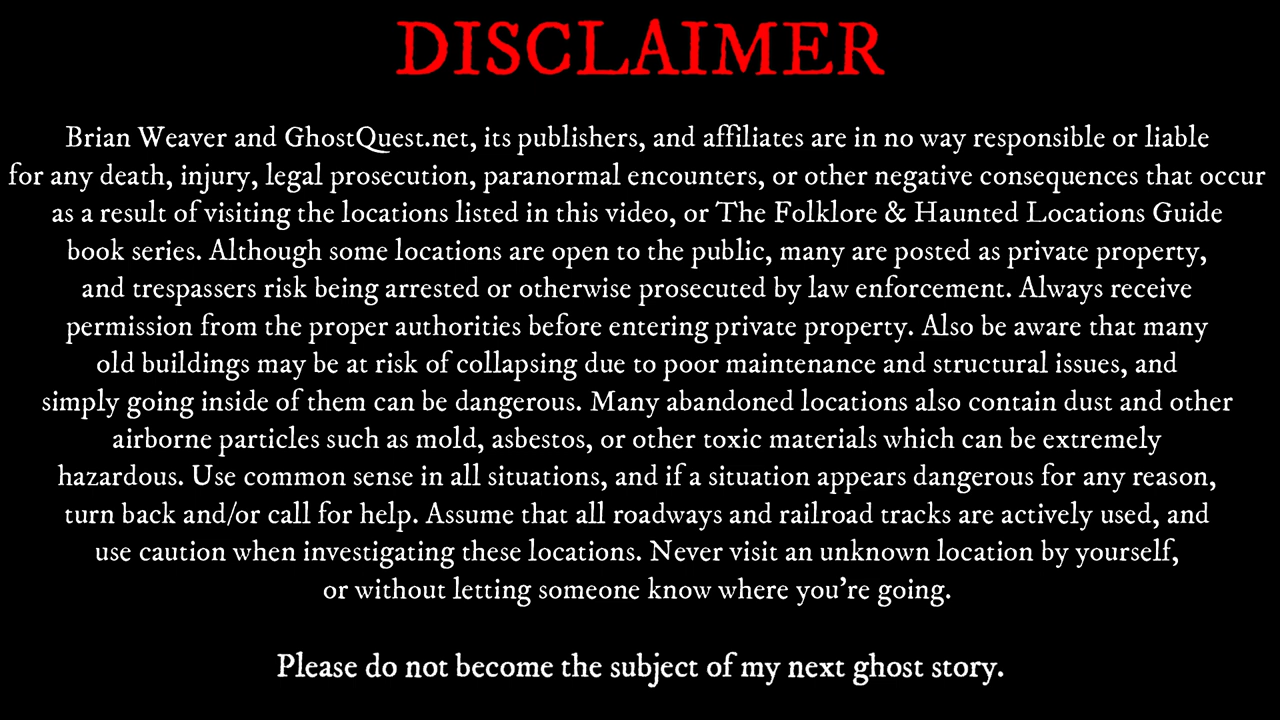 DISCLAIMER
Brian Weaver and GhostQuest.net, its publishers, and affiliates are in no way responsible or liable
for any death, injury, legal prosecution, paranormal encounters, or other negative consequences that occur
as a result of visiting the locations listed in this video, or The Folklore & Haunted Locations Guide
book series. Although some locations are open to the public, many are posted as private property,
and trespassers risk being arrested or otherwise prosecuted by law enforcement. Always receive
permission from the proper authorities before entering private property. Also be aware that many
old buildings may be at risk of collapsing due to poor maintenance and structural issues, and
simply going inside of them can be dangerous. Many abandoned locations also contain dust and other
airborne particles such as mold, asbestos, or other toxic materials which can be extremely
hazardous. Use common sense in all situations, and if a situation appears dangerous for any reason,
turn back and/or call for help. Assume that all roadways and railroad tracks are actively used, and
use caution when investigating these locations. Never visit an unknown location by yourself,
or without letting someone know where you're going.
Please do not become the subject of my next ghost story.